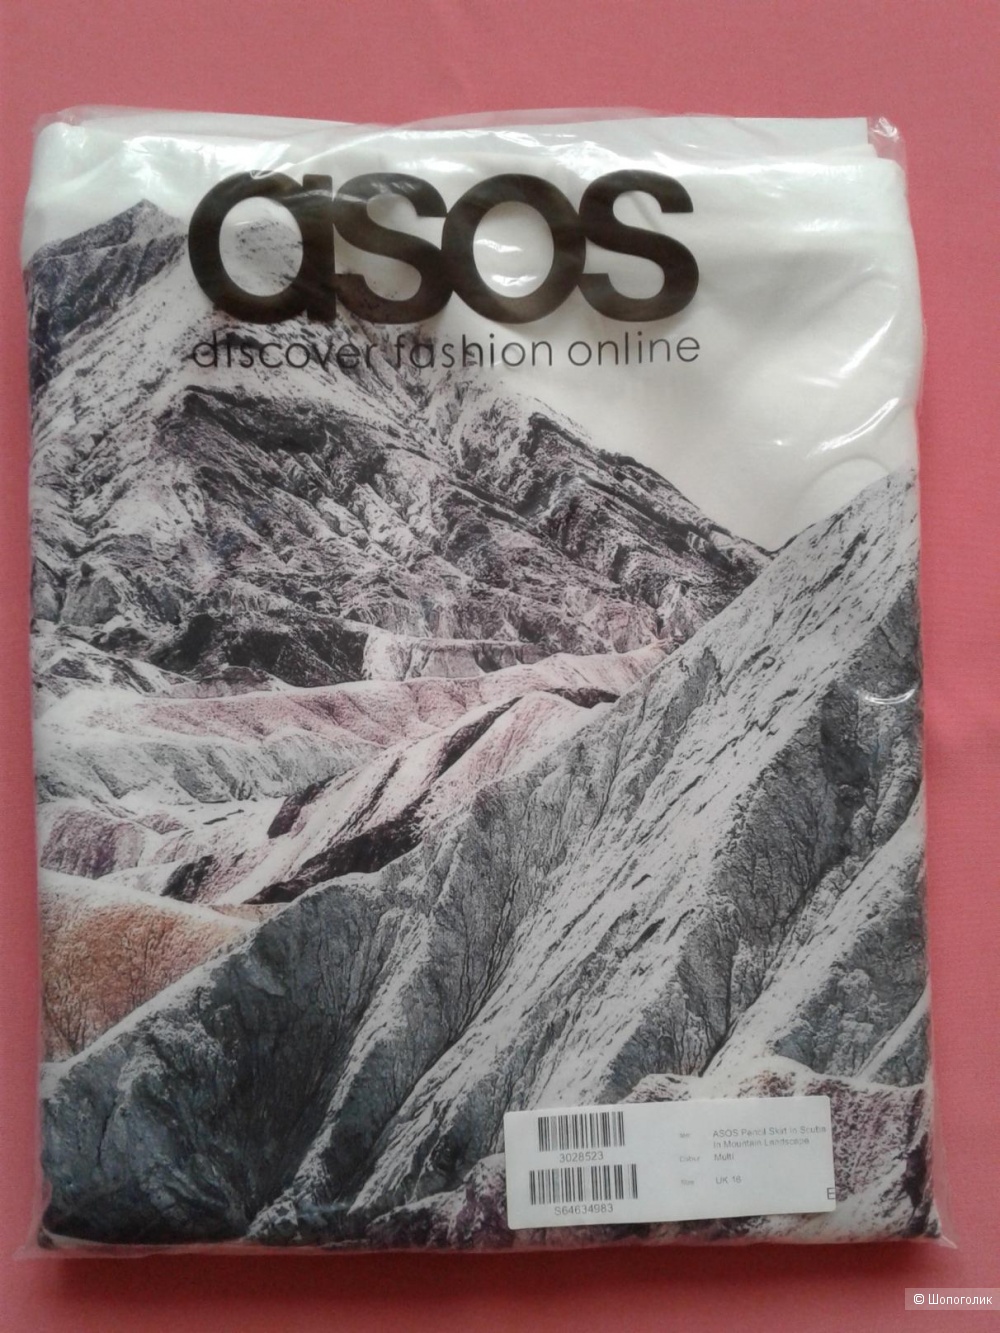 asos
discover fashion online
3028523
S64634983
Item
ASOS Pencil Skirt in Scuba
in Mountain Landscape
Colour
Multi
Size
UK 16
E
© Шопоголик